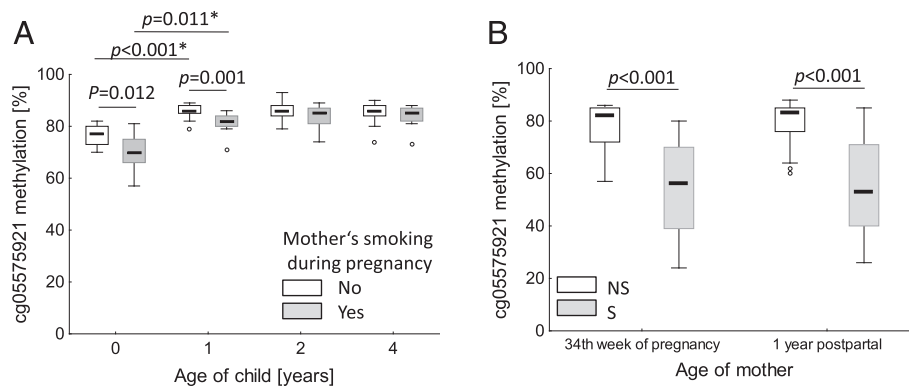 A
p=0.011*
p<0.001*
P=0.012
p=0.001
cg05575921 methylation [%]
100
80
60
40
20
0
Mother's smoking
during pregnancy
No
Yes
0
1
2
4
Age of child [years]
B
p<0.001
p<0.001
cg05575921 methylation [%]
100
80
60
40
20
0
NS
S
34th week of pregnancy
1 year postpartal
Age of mother